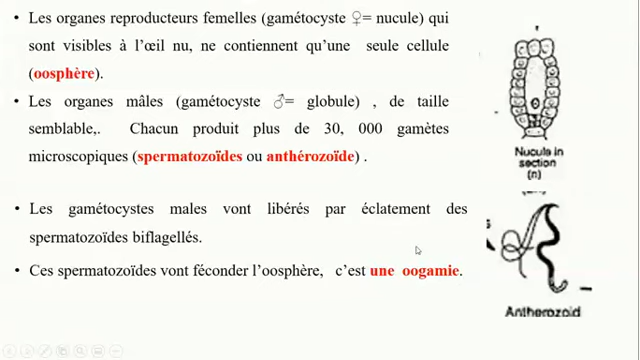 • Les organes reproducteurs femelles (gamétocyste ♀= nucule) qui
sont visibles à l’œil nu, ne contiennent qu’une seule cellule
(oosphère).
• Les organes mâles (gamétocyste ♂= globule) , de taille
semblable,. Chacun produit plus de 30, 000 gamètes
microscopiques (spermatozoïdes ou anthérozoïde) .
• Les gamétocystes males vont libérés par éclatement des
spermatozoïdes biflagellés.
• Ces spermatozoïdes vont féconder l’oosphère, c’est une oogamie.
Nucule in
section
(n)
Antherozoid